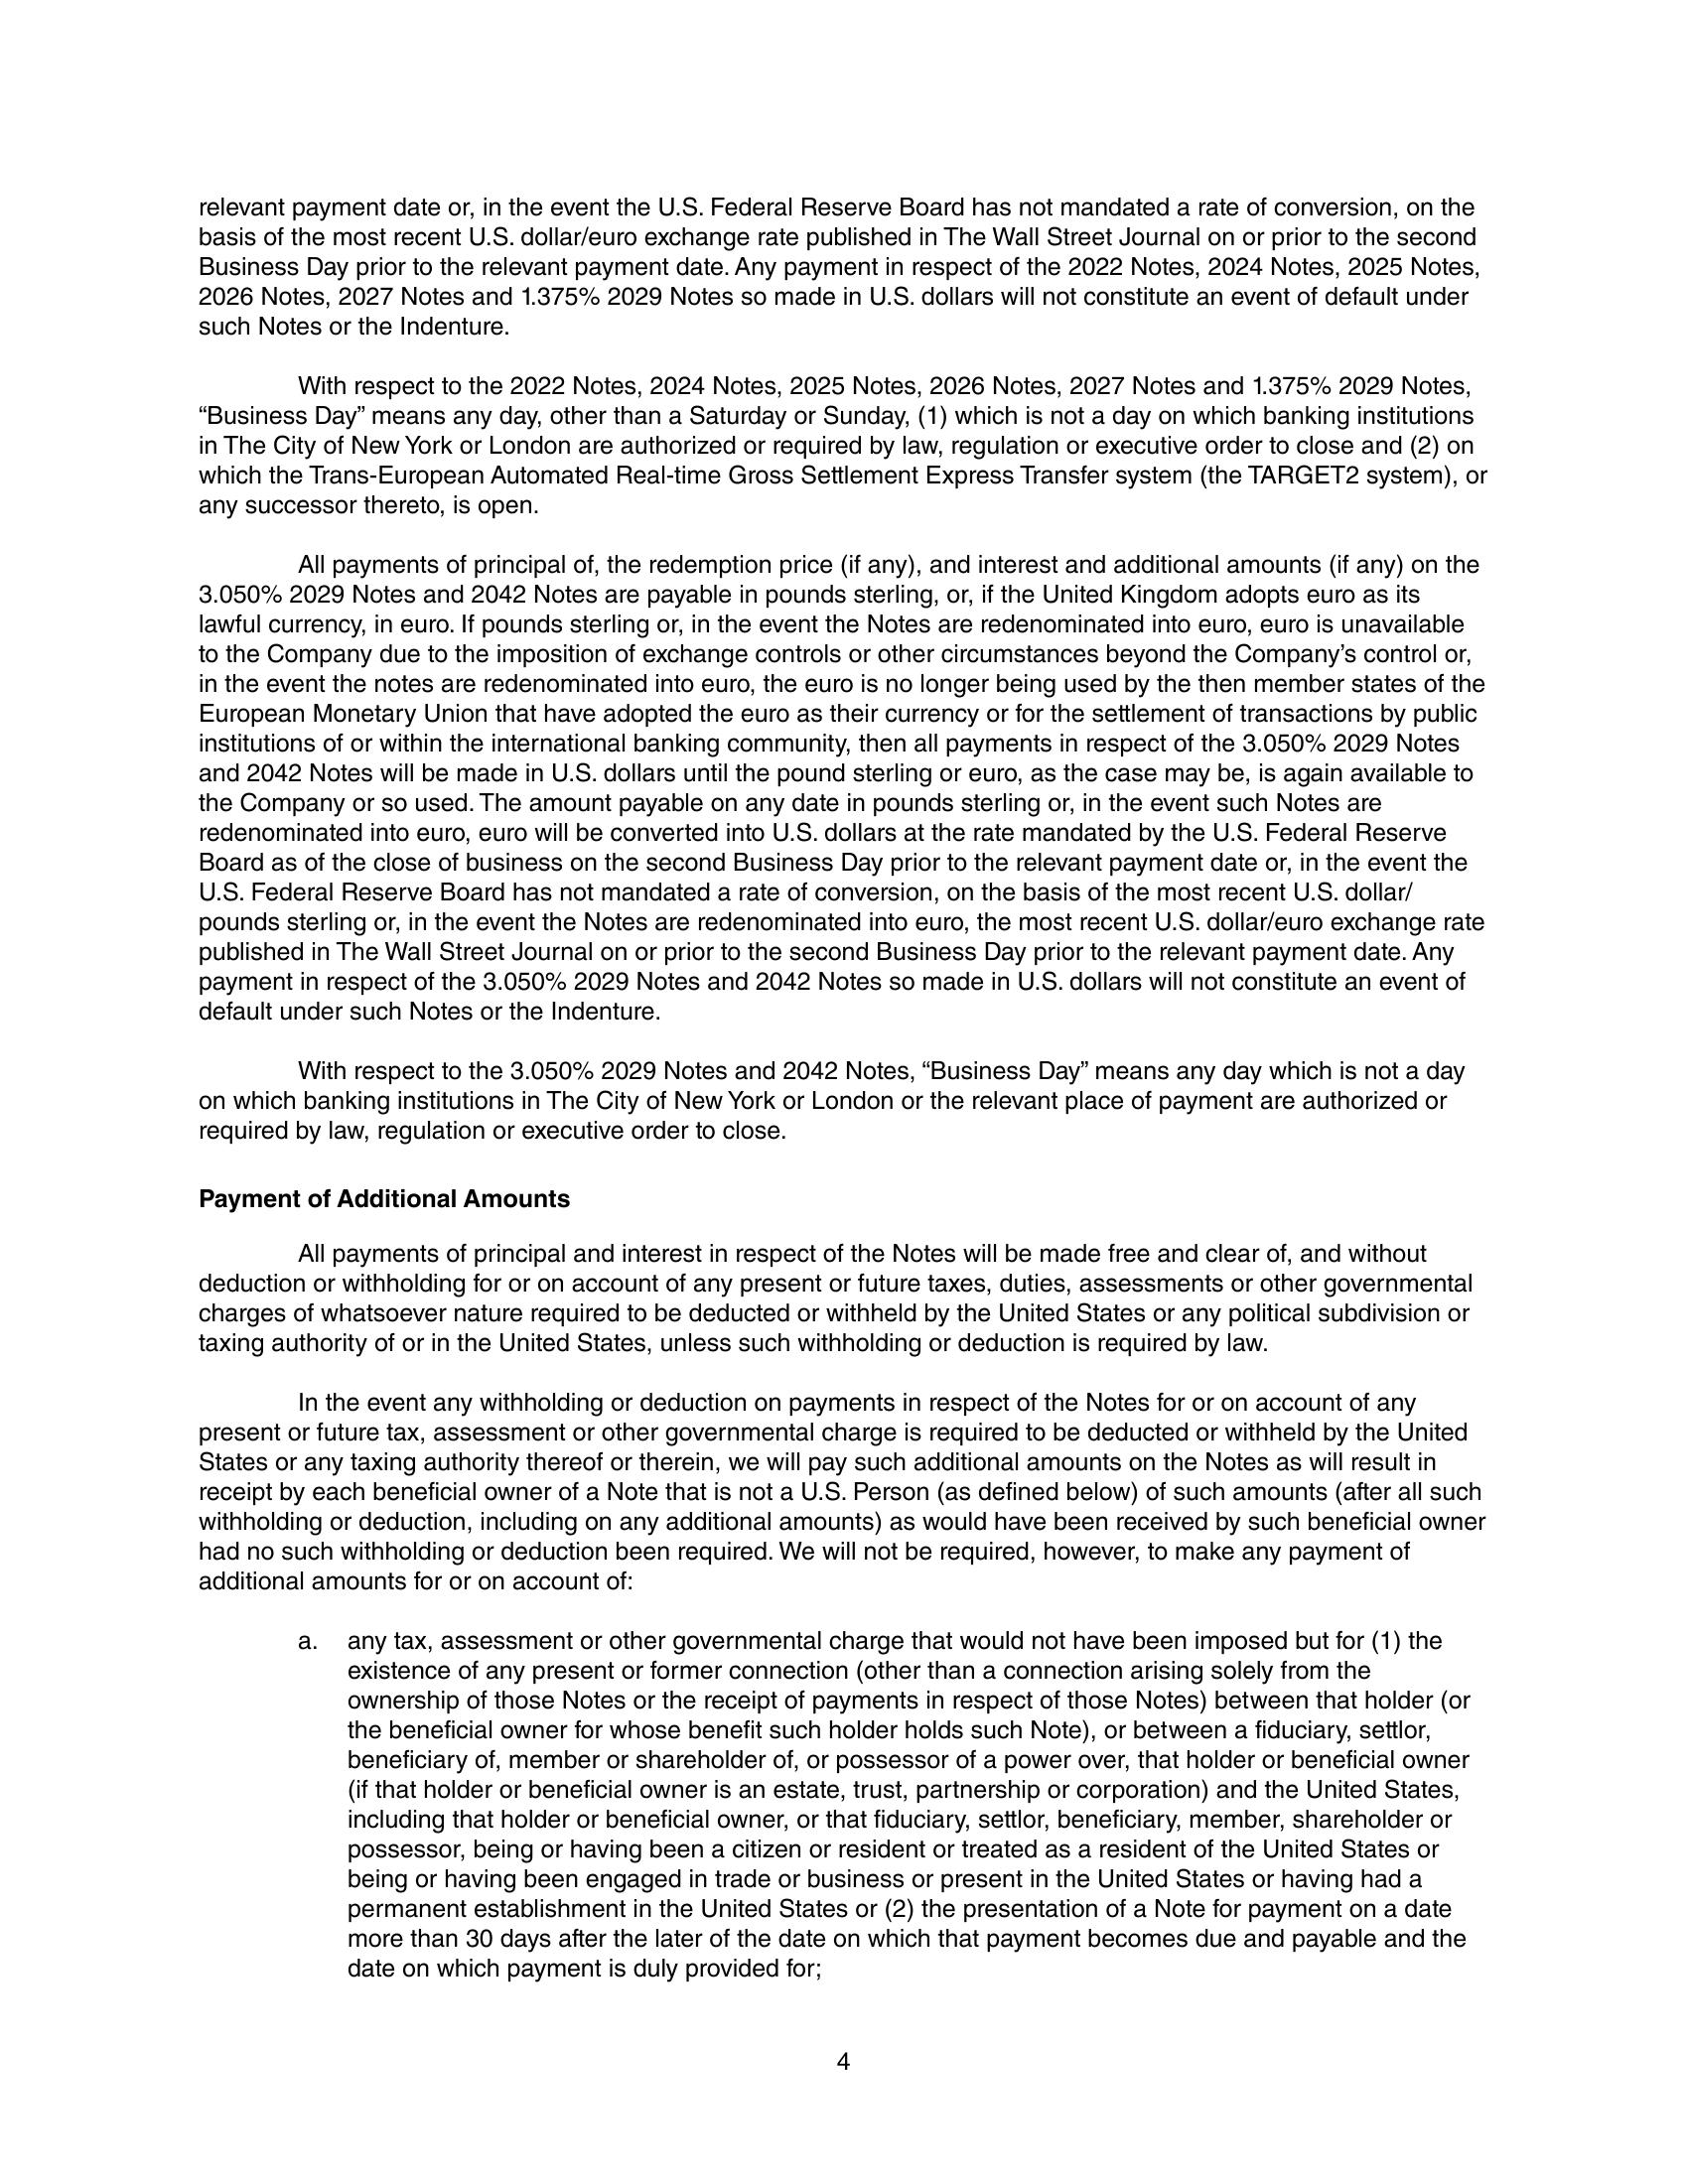 relevant payment date or, in the event the U.S. Federal Reserve Board has not mandated a rate of conversion, on the
basis of the most recent U.S. dollar/euro exchange rate published in The Wall Street Journal on or prior to the second
Business Day prior to the relevant payment date. Any payment in respect of the 2022 Notes, 2024 Notes, 2025 Notes,
2026 Notes, 2027 Notes and 1.375% 2029 Notes so made in U.S. dollars will not constitute an event of default under
such Notes or the Indenture.
With respect to the 2022 Notes, 2024 Notes, 2025 Notes, 2026 Notes, 2027 Notes and 1.375% 2029 Notes,
“Business Day” means any day, other than a Saturday or Sunday, (1) which is not a day on which banking institutions
in The City of New York or London are authorized or required by law, regulation or executive order to close and (2) on
which the Trans-European Automated Real-time Gross Settlement Express Transfer system (the TARGET2 system), or
any successor thereto, is open.
All payments of principal of, the redemption price (if any), and interest and additional amounts (if any) on the
3.050% 2029 Notes and 2042 Notes are payable in pounds sterling, or, if the United Kingdom adopts euro as its
lawful currency, in euro. If pounds sterling or, in the event the Notes are redenominated into euro, euro is unavailable
to the Company due to the imposition of exchange controls or other circumstances beyond the Company’s control or,
in the event the notes are redenominated into euro, the euro is no longer being used by the then member states of the
European Monetary Union that have adopted the euro as their currency or for the settlement of transactions by public
institutions of or within the international banking community, then all payments in respect of the 3.050% 2029 Notes
and 2042 Notes will be made in U.S. dollars until the pound sterling or euro, as the case may be, is again available to
the Company or so used. The amount payable on any date in pounds sterling or, in the event such Notes are
redenominated into euro, euro will be converted into U.S. dollars at the rate mandated by the U.S. Federal Reserve
Board as of the close of business on the second Business Day prior to the relevant payment date or, in the event the
U.S. Federal Reserve Board has not mandated a rate of conversion, on the basis of the most recent U.S. dollar/
pounds sterling or, in the event the Notes are redenominated into euro, the most recent U.S. dollar/euro exchange rate
published in The Wall Street Journal on or prior to the second Business Day prior to the relevant payment date. Any
payment in respect of the 3.050% 2029 Notes and 2042 Notes so made in U.S. dollars will not constitute an event of
default under such Notes or the Indenture.
With respect to the 3.050% 2029 Notes and 2042 Notes, “Business Day” means any day which is not a day
on which banking institutions in The City of New York or London or the relevant place of payment are authorized or
required by law, regulation or executive order to close.
Payment of Additional Amounts
All payments of principal and interest in respect of the Notes will be made free and clear of, and without
deduction or withholding for or on account of any present or future taxes, duties, assessments or other governmental
charges of whatsoever nature required to be deducted or withheld by the United States or any political subdivision or
taxing authority of or in the United States, unless such withholding or deduction is required by law.
In the event any withholding or deduction on payments in respect of the Notes for or on account of any
present or future tax, assessment or other governmental charge is required to be deducted or withheld by the United
States or any taxing authority thereof or therein, we will pay such additional amounts on the Notes as will result in
receipt by each beneficial owner of a Note that is not a U.S. Person (as defined below) of such amounts (after all such
withholding or deduction, including on any additional amounts) as would have been received by such beneficial owner
had no such withholding or deduction been required. We will not be required, however, to make any payment of
additional amounts for or on account of:
a. any tax, assessment or other governmental charge that would not have been imposed but for (1) the
existence of any present or former connection (other than a connection arising solely from the
ownership of those Notes or the receipt of payments in respect of those Notes) between that holder (or
the beneficial owner for whose benefit such holder holds such Note), or between a fiduciary, settlor,
beneficiary of, member or shareholder of, or possessor of a power over, that holder or beneficial owner
(if that holder or beneficial owner is an estate, trust, partnership or corporation) and the United States,
including that holder or beneficial owner, or that fiduciary, settlor, beneficiary, member, shareholder or
possessor, being or having been a citizen or resident or treated as a resident of the United States or
being or having been engaged in trade or business or present in the United States or having had a
permanent establishment in the United States or (2) the presentation of a Note for payment on a date
more than 30 days after the later of the date on which that payment becomes due and payable and the
date on which payment is duly provided for;
4